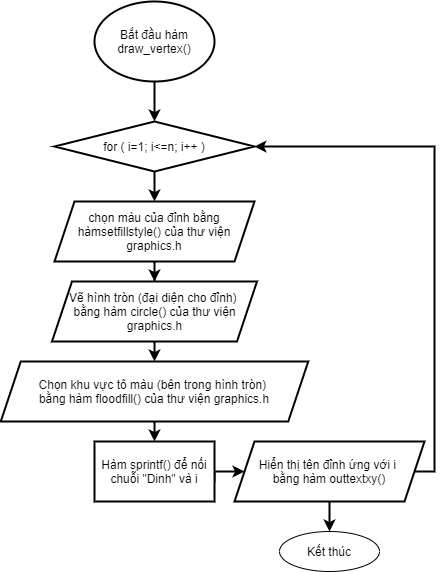 Bắt đầu hàm
draw_vertex()
for ( i=1; i<=n; i++ )
chọn màu của đỉnh bằng
hàmsetfillstyle() của thư viện
graphics.h
Vẽ hình tròn (đại diện cho đỉnh)
bằng hàm circle() của thư viện
graphics.h
Chọn khu vực tô màu (bên trong hình tròn)
bằng hàm floodfill() của thư viện graphics.h
Hàm sprintf() để nối
chuỗi "Dinh" và i
Hiển thị tên đỉnh ứng với i
bằng hàm outtextxy()
Kết thúc